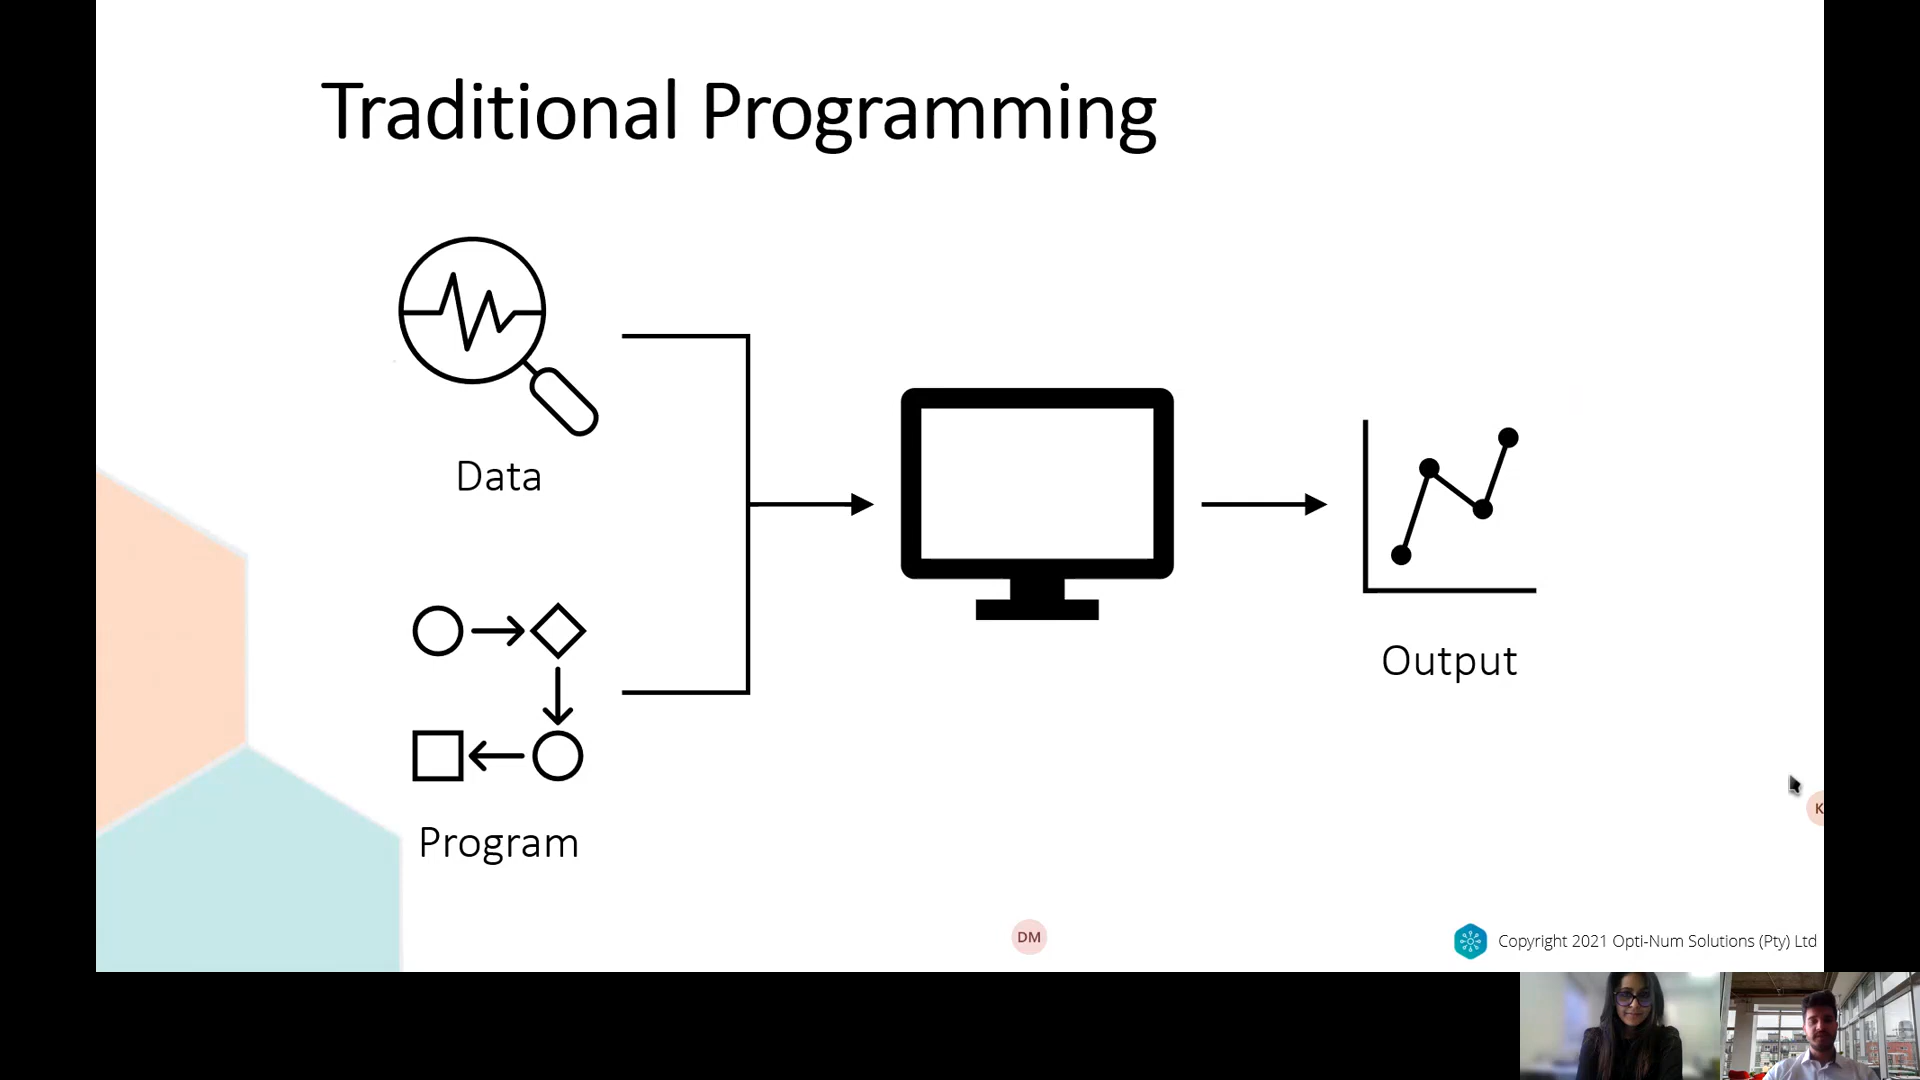 Traditional Programming
Data
Program
Output
K
DM
Copyright 2021 Opti-Num Solutions (Pty) Ltd